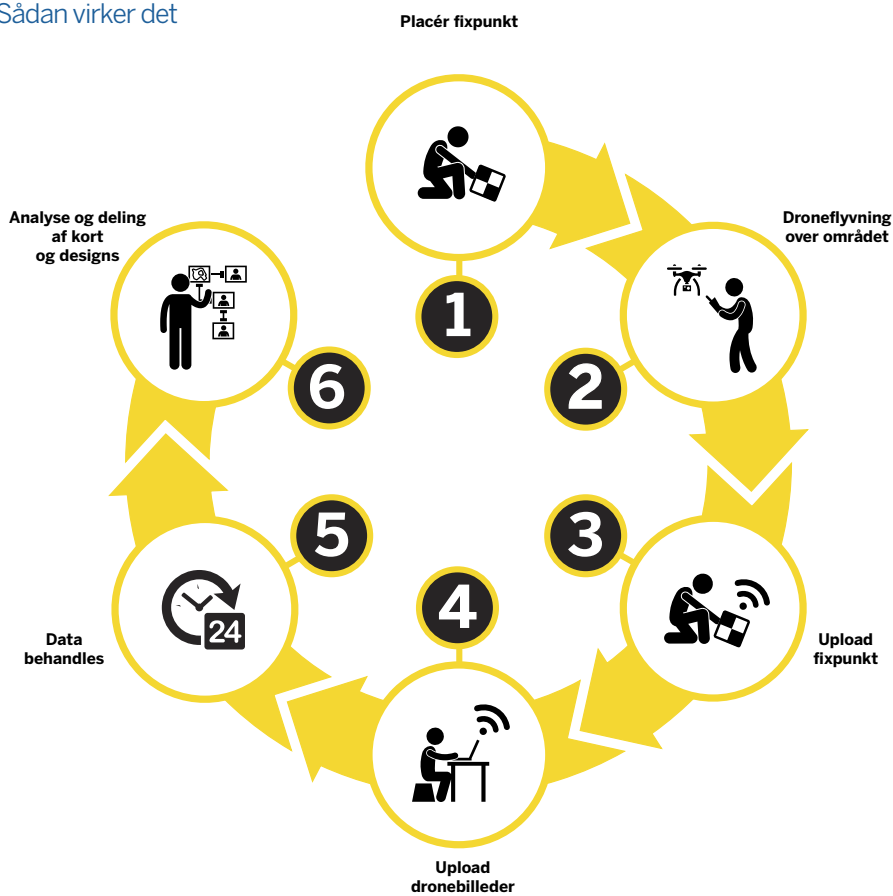 Sådan virker det
Placér fixpunkt
1
Droneflyvning
over området
2
3
Upload
fixpunkt
4
Upload
dronebilleder
5
24
Data
behandles
6
Analyse og deling
af kort
og designs